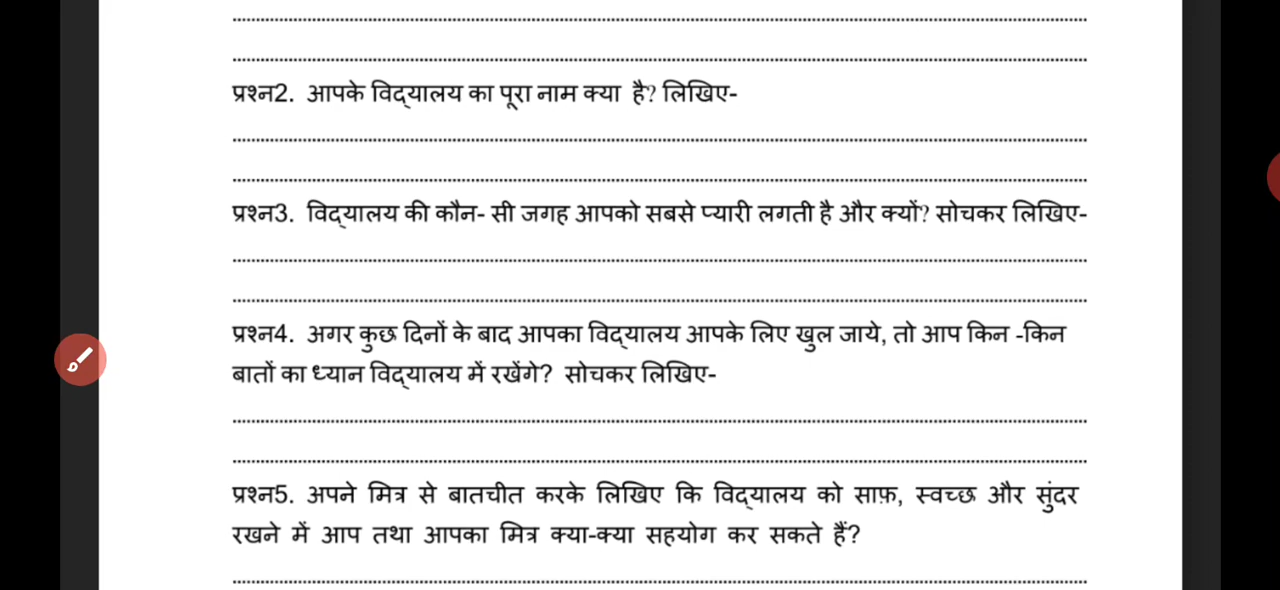 प्रश्न2. आपके विद्यालय का पूरा नाम क्या है? लिखिए-
प्रश्न3. विद्यालय की कौन- सी जगह आपको सबसे प्यारी लगती है और क्यों? सोचकर लिखिए-
प्रश्न4. अगर कुछ दिनों के बाद आपका विद्यालय आपके लिए खुल जाये, तो आप किन -किन
बातों का ध्यान विद्यालय में रखेंगे? सोचकर लिखिए-
प्रश्न5. अपने मित्र से बातचीत करके लिखिए कि विद्यालय को साफ़, स्वच्छ और सुंदर
रखने में आप तथा आपका मित्र क्या-क्या सहयोग कर सकते हैं?